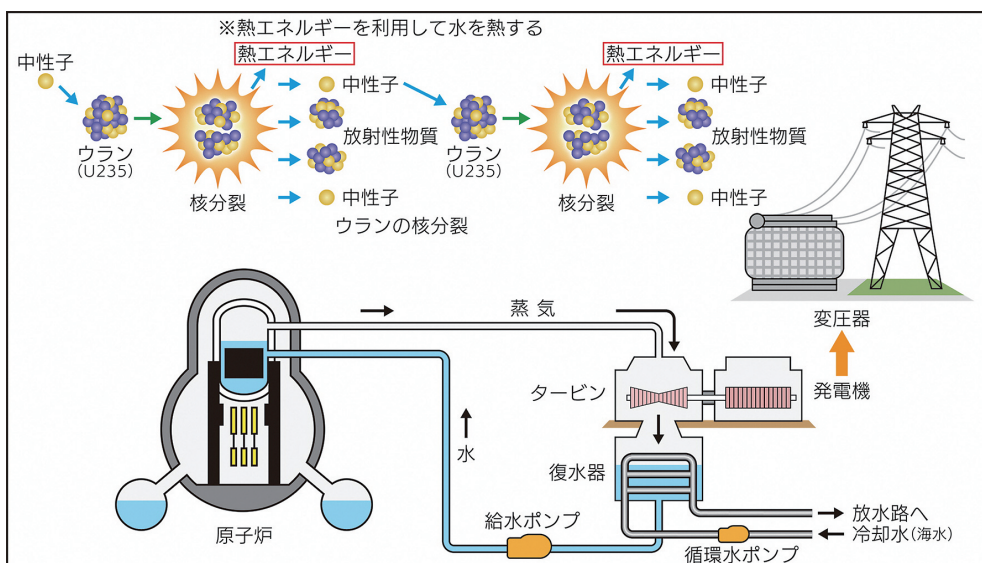 ※熱エネルギーを利用して水を熱する
中性子
熱エネルギー
熱エネルギー
中性子
中性子
放射性物質
放射性物質
ウラン
(U235)
ウラン
(U235)
核分裂
中性子
核分裂
中性子
ウランの核分裂
蒸気
変圧器
タービン
発電機
水
復水器
給水ポンプ
放水路へ
原子炉
冷却水(海水)
循環水ポンプ